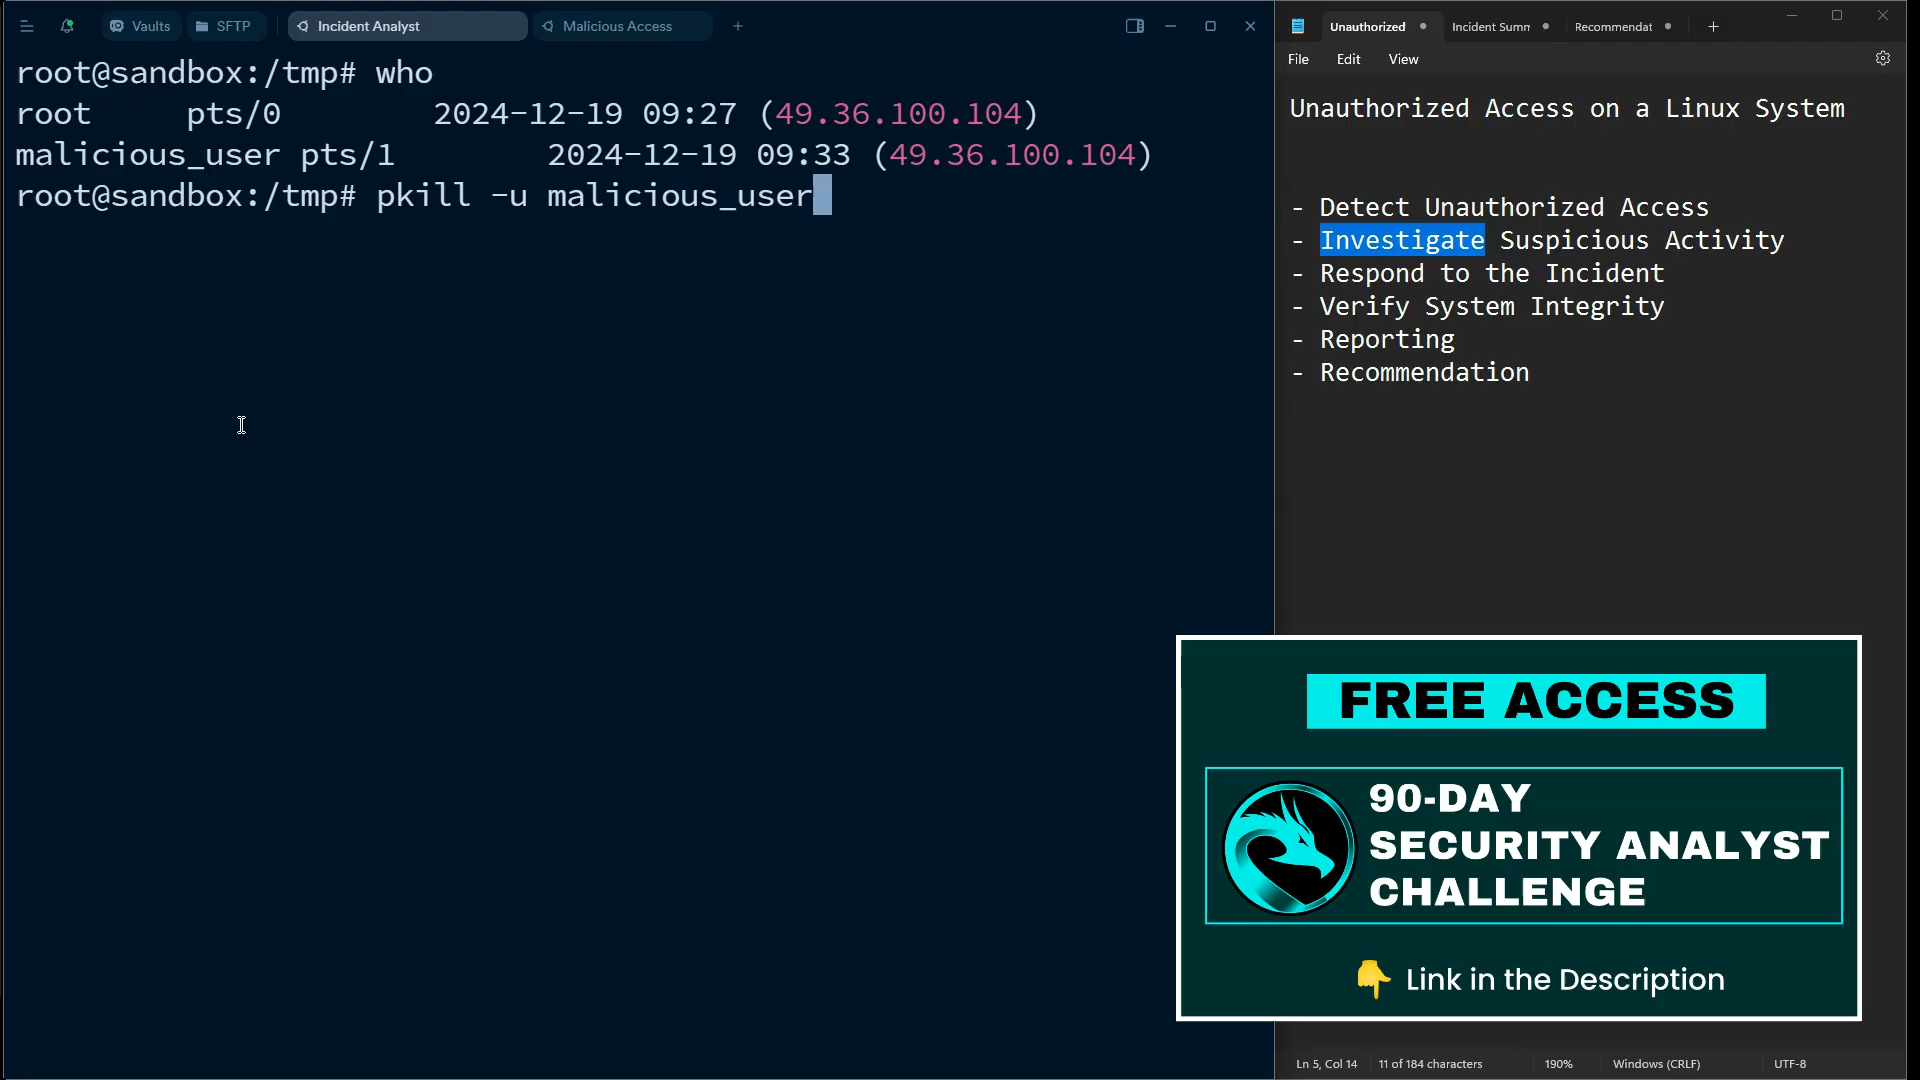 Vaults
SFTP
Incident Analyst
Malicious Access
root@sandbox:/tmp# who
root     pts/0        2024-12-19 09:27 (49.36.100.104)
malicious_user pts/1        2024-12-19 09:33 (49.36.100.104)
root@sandbox:/tmp# pkill -u malicious_user
Unauthorized
Incident Summ
Recommendat
File
Edit
View
Unauthorized Access on a Linux System
- Detect Unauthorized Access
- Investigate Suspicious Activity
- Respond to the Incident
- Verify System Integrity
- Reporting
- Recommendation
FREE ACCESS
90-DAY
SECURITY ANALYST
CHALLENGE
Link in the Description
Ln 5, Col 14
11 of 184 characters
190%
Windows (CRLF)
UTF-8